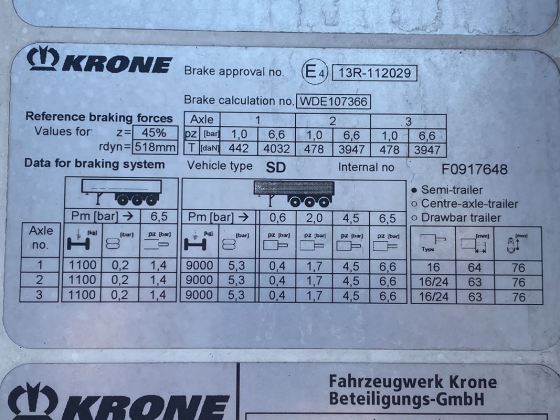 KRONE
Brake approval no. E4 13R-112029
Brake calculation no. WDE107366
Reference braking forces
Values for z= 45%
rdyn= 518mm
Axle 1 2 3
pz [bar] 1,0 6,6 1,0 6,6 1,0 6,6
T [daN] 442 4032 478 3947 478 3947
Data for braking system Vehicle type SD Internal no F0917648
Semi-trailer
Centre-axle-trailer
Drawbar trailer
Pm [bar] → 6,5 Pm [bar] → 0,6 2,0 4,5 6,5
Axle no. [kg] [bar] pz [bar] [kg] [bar] pz [bar] pz [bar] pz [bar] pz [bar] Type [mm] [mm]
1 1100 0,2 1,4 9000 5,3 0,4 1,7 4,5 6,6 16 64 76
2 1100 0,2 1,4 9000 5,3 0,4 1,7 4,5 6,6 16/24 63 76
3 1100 0,2 1,4 9000 5,3 0,4 1,7 4,5 6,6 16/24 63 76
KRONE
Fahrzeugwerk Krone
Beteiligungs-GmbH